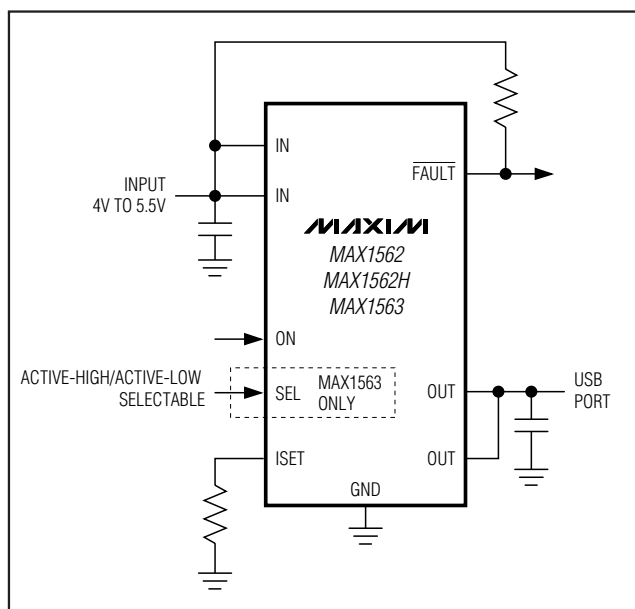 IN
FAULT
INPUT
4V TO 5.5V
IN
MAXIM
MAX1562
MAX1562H
MAX1563
ON
ACTIVE-HIGH/ACTIVE-LOW
SELECTABLE
SEL
MAX1563
ONLY
OUT
USB
PORT
ISET
OUT
GND